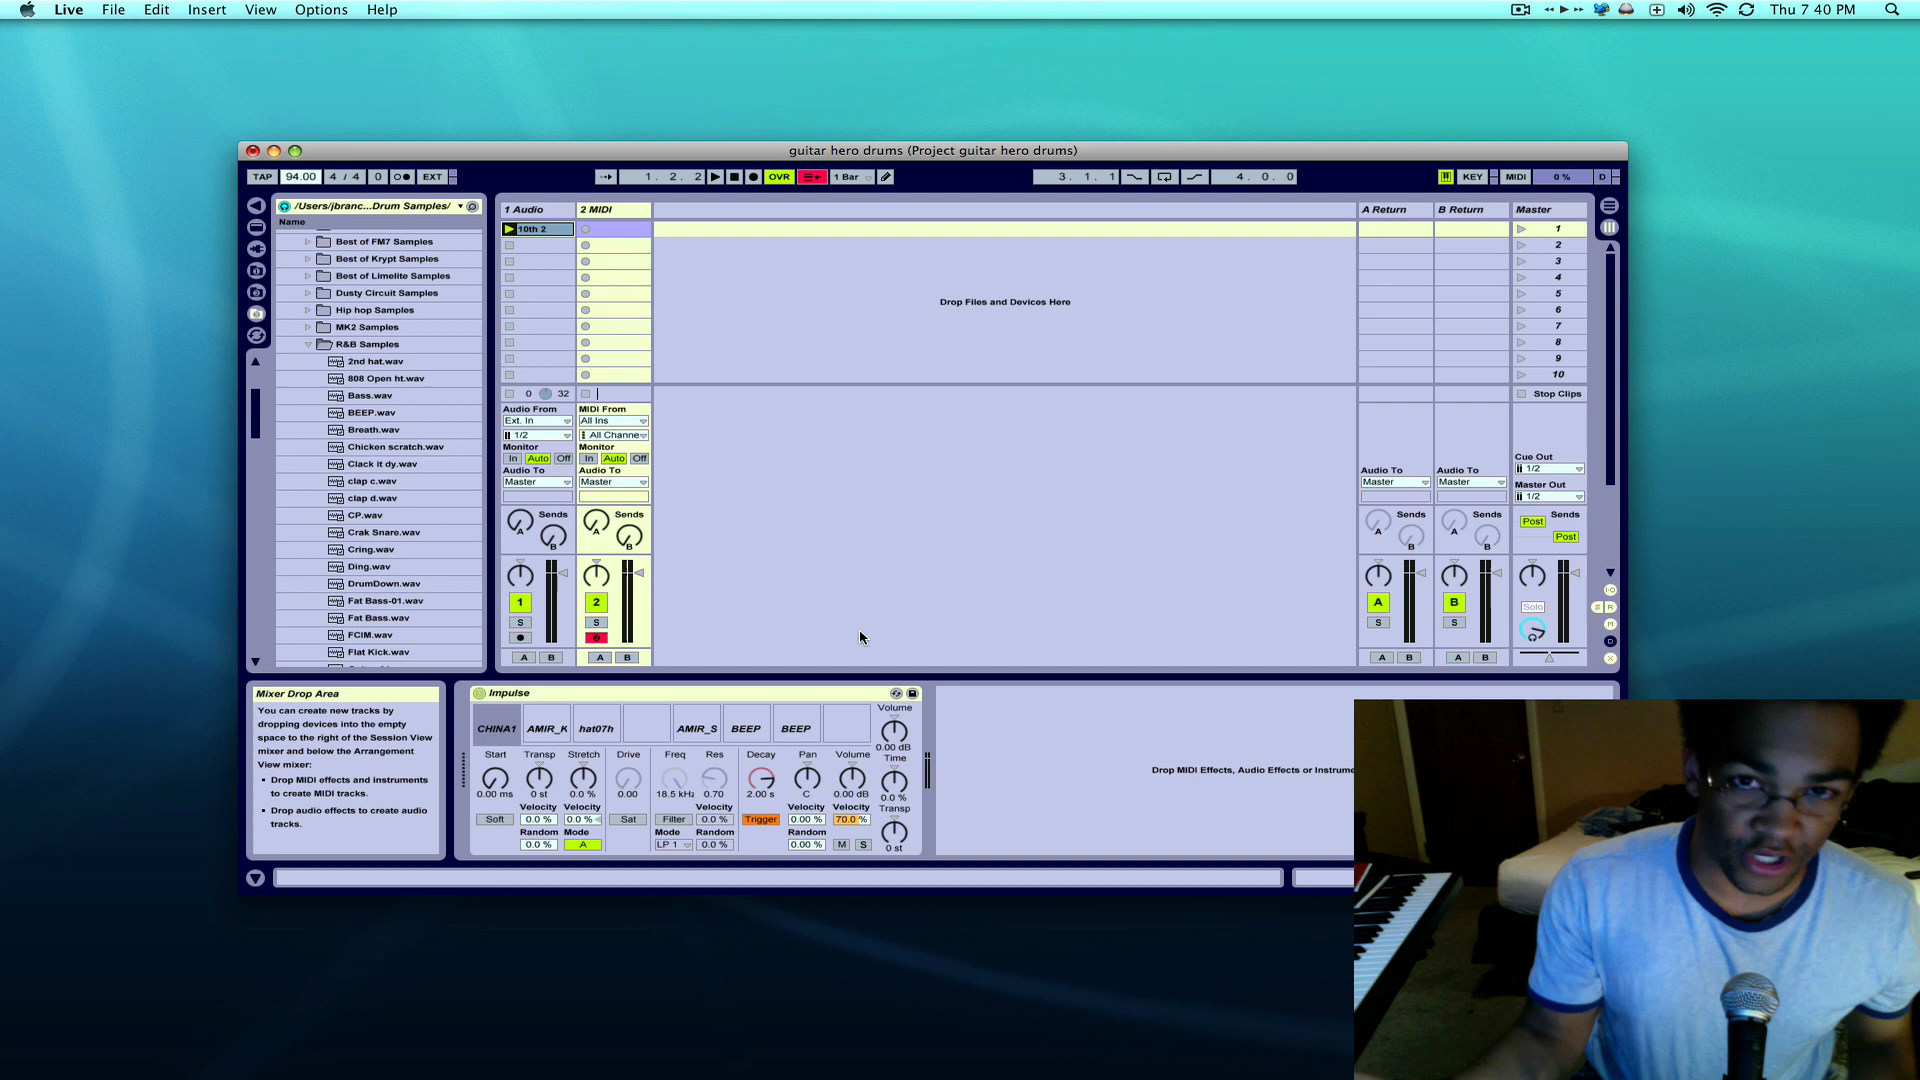 Live File Edit Insert View Options Help
Thu 7 40 PM
guitar hero drums (Project guitar hero drums)
TAP 94.00 4 / 4 0 EXT
1. 2. 2 OVR 1 Bar
3. 1. 1 4. 0. 0
KEY MIDI 0 % D
/Users/jbranc...Drum Samples/
Name
Best of FM7 Samples
Best of Krypt Samples
Best of Limelite Samples
Dusty Circuit Samples
Hip hop Samples
MK2 Samples
R&B Samples
2nd hat.wav
808 Open ht.wav
Bass.wav
BEEP.wav
Breath.wav
Chicken scratch.wav
Clack it dy.wav
clap c.wav
clap d.wav
CP.wav
Crak Snare.wav
Cring.wav
Ding.wav
DrumDown.wav
Fat Bass-01.wav
Fat Bass.wav
FCIM.wav
Flat Kick.wav
1 Audio 2 MIDI A Return B Return Master
10th 2
1
2
3
4
5
6
7
8
9
10
Drop Files and Devices Here
0 32 Stop Clips
Audio From MIDI From
Ext. In All Ins
1/2 All Channe
Monitor Monitor
In Auto Off In Auto Off
Audio To Audio To Audio To Audio To
Master Master Master Master
Cue Out
1/2
Master Out
1/2
Sends Sends Sends Sends Sends
A B A B A B A B Post Post
1 2 A B Solo
S S S S
A B A B A B A B
S R
M
D
X
Mixer Drop Area
You can create new tracks by
dropping devices into the empty
space to the right of the Session View
mixer and below the Arrangement
View mixer:
Drop MIDI effects and instruments
to create MIDI tracks.
Drop audio effects to create audio
tracks.
Impulse
CHINA1 AMIR_K hat07h AMIR_S BEEP BEEP
Start Transp Stretch Drive Freq Res Decay Pan Volume
0.00 ms 0 st 0.0 % 0.00 18.5 kHz 0.70 2.00 s C 0.00 dB
Velocity Velocity Velocity Velocity Velocity
Soft 0.0 % 0.0 % Sat Filter 0.0 % Trigger 0.00 % 70.0 %
Random Mode Mode Random Random
0.0 % A LP 1 0.0 % 0.00 % M S
Volume
0.00 dB
Time
0.0 %
Transp
0 st
Drop MIDI Effects, Audio Effects or Instrume